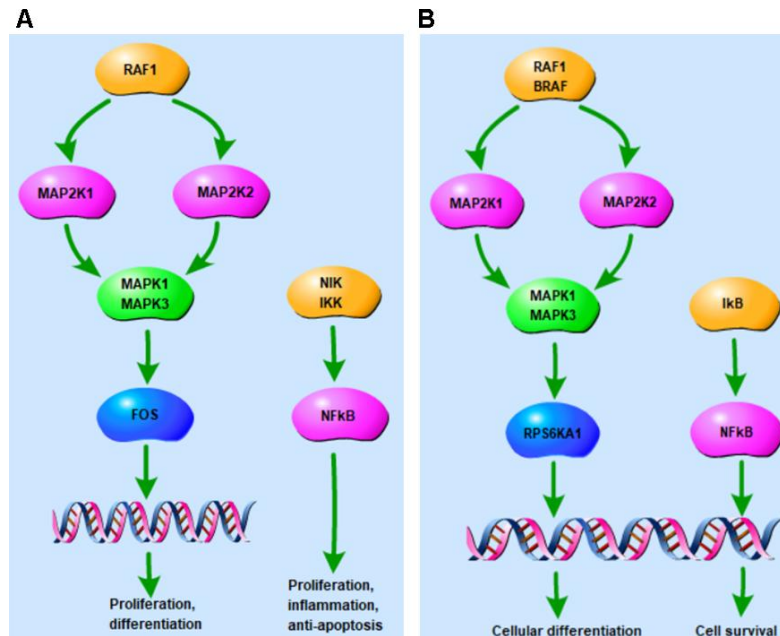 A
RAF1
MAP2K1
MAP2K2
MAPK1
MAPK3
NIK
IKK
FOS
NFkB
Proliferation,
differentiation
Proliferation,
inflammation,
anti-apoptosis
B
RAF1
BRAF
MAP2K1
MAP2K2
MAPK1
MAPK3
IkB
RPS6KA1
NFkB
Cellular differentiation
Cell survival